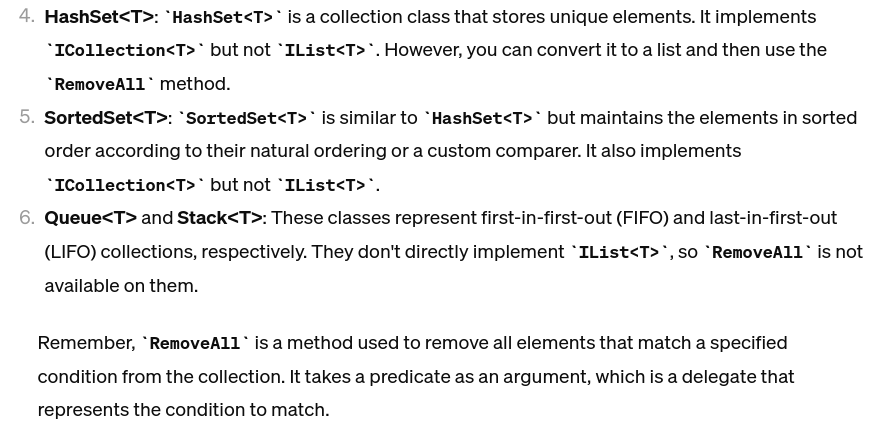 4. HashSet<T>: `HashSet<T>` is a collection class that stores unique elements. It implements
`ICollection<T>` but not `IList<T>`. However, you can convert it to a list and then use the
`RemoveAll` method.
5. SortedSet<T>: `SortedSet<T>` is similar to `HashSet<T>` but maintains the elements in sorted
order according to their natural ordering or a custom comparer. It also implements
`ICollection<T>` but not `IList<T>`.
6. Queue<T> and Stack<T>: These classes represent first-in-first-out (FIFO) and last-in-first-out
(LIFO) collections, respectively. They don't directly implement `IList<T>`, so `RemoveAll` is not
available on them.
Remember, `RemoveAll` is a method used to remove all elements that match a specified
condition from the collection. It takes a predicate as an argument, which is a delegate that
represents the condition to match.